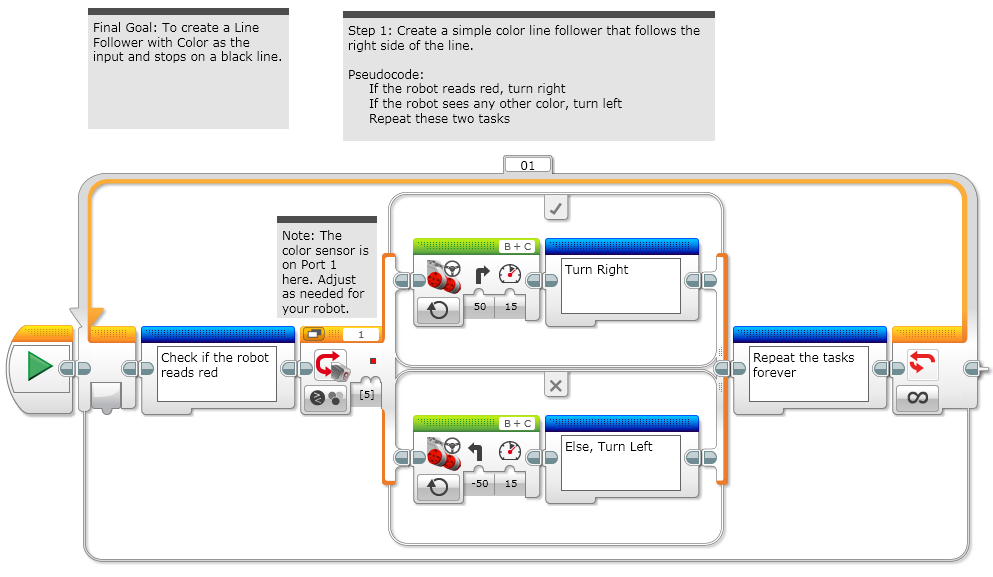 Final Goal: To create a Line
Follower with Color as the
input and stops on a black line.
Step 1: Create a simple color line follower that follows the
right side of the line.
Pseudocode:
If the robot reads red, turn right
If the robot sees any other color, turn left
Repeat these two tasks
01
Note: The
color sensor is
on Port 1
here. Adjust
as needed for
your robot.
B + C
Turn Right
50 15
1
Check if the robot
reads red
[5]
Repeat the tasks
forever
∞
B + C
Else, Turn Left
-50 15